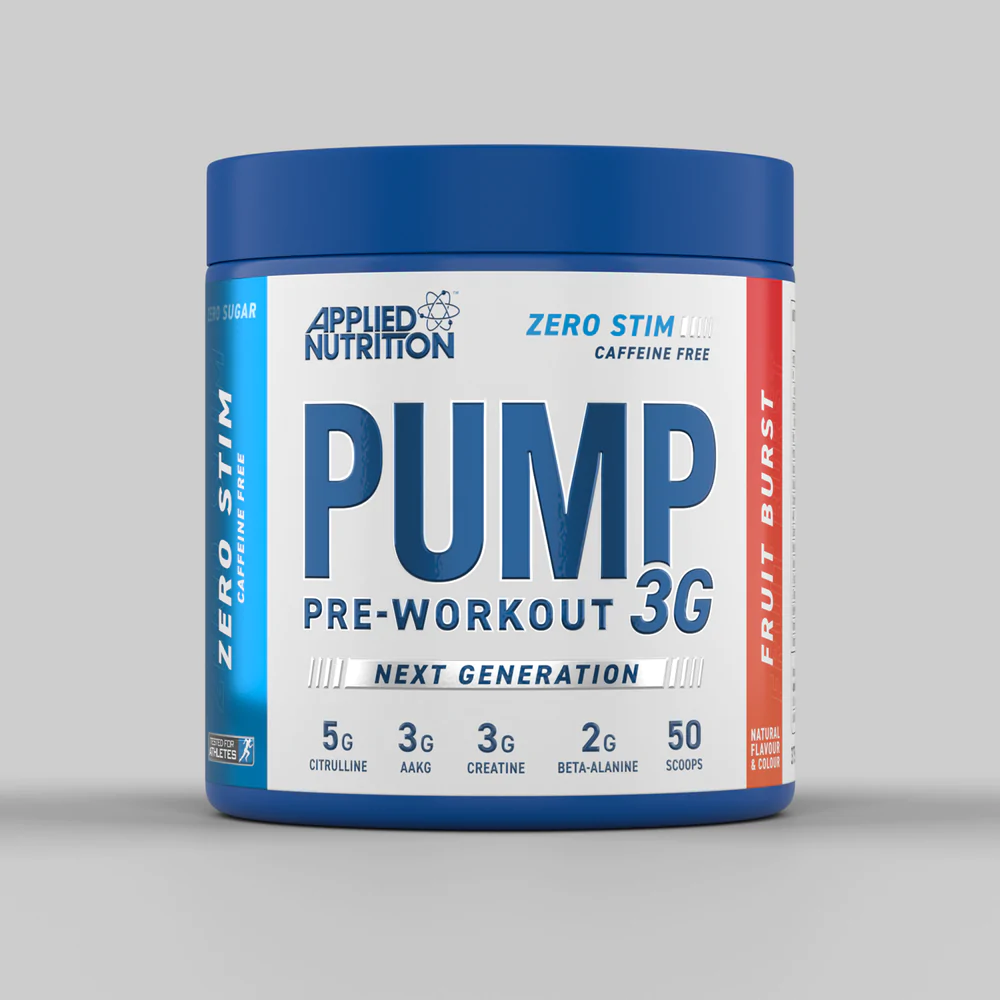 APPLIED
NUTRITION
™
ZERO STIM
CAFFEINE FREE
PUMP
PRE-WORKOUT 3G
NEXT GENERATION
5G
CITRULLINE
3G
AAKG
3G
CREATINE
2G
BETA-ALANINE
50
SCOOPS
SUGAR
ZERO STIM
CAFFEINE FREE
TESTED FOR
ATHLETES
FRUIT BURST
NATURAL
FLAVOUR
& COLOUR